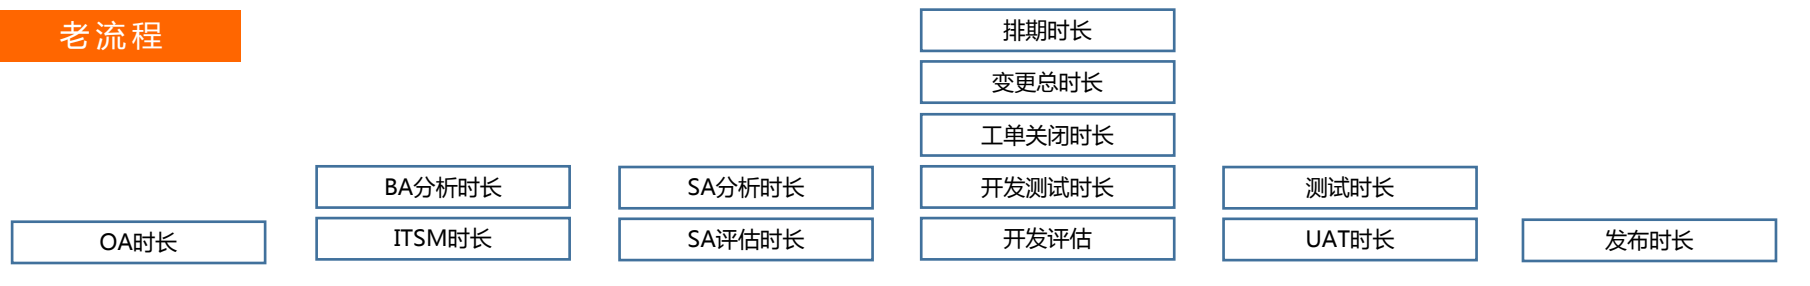 老流程
排期时长
变更总时长
工单关闭时长
BA分析时长
SA分析时长
开发测试时长
测试时长
OA时长
ITSM时长
SA评估时长
开发评估
UAT时长
发布时长